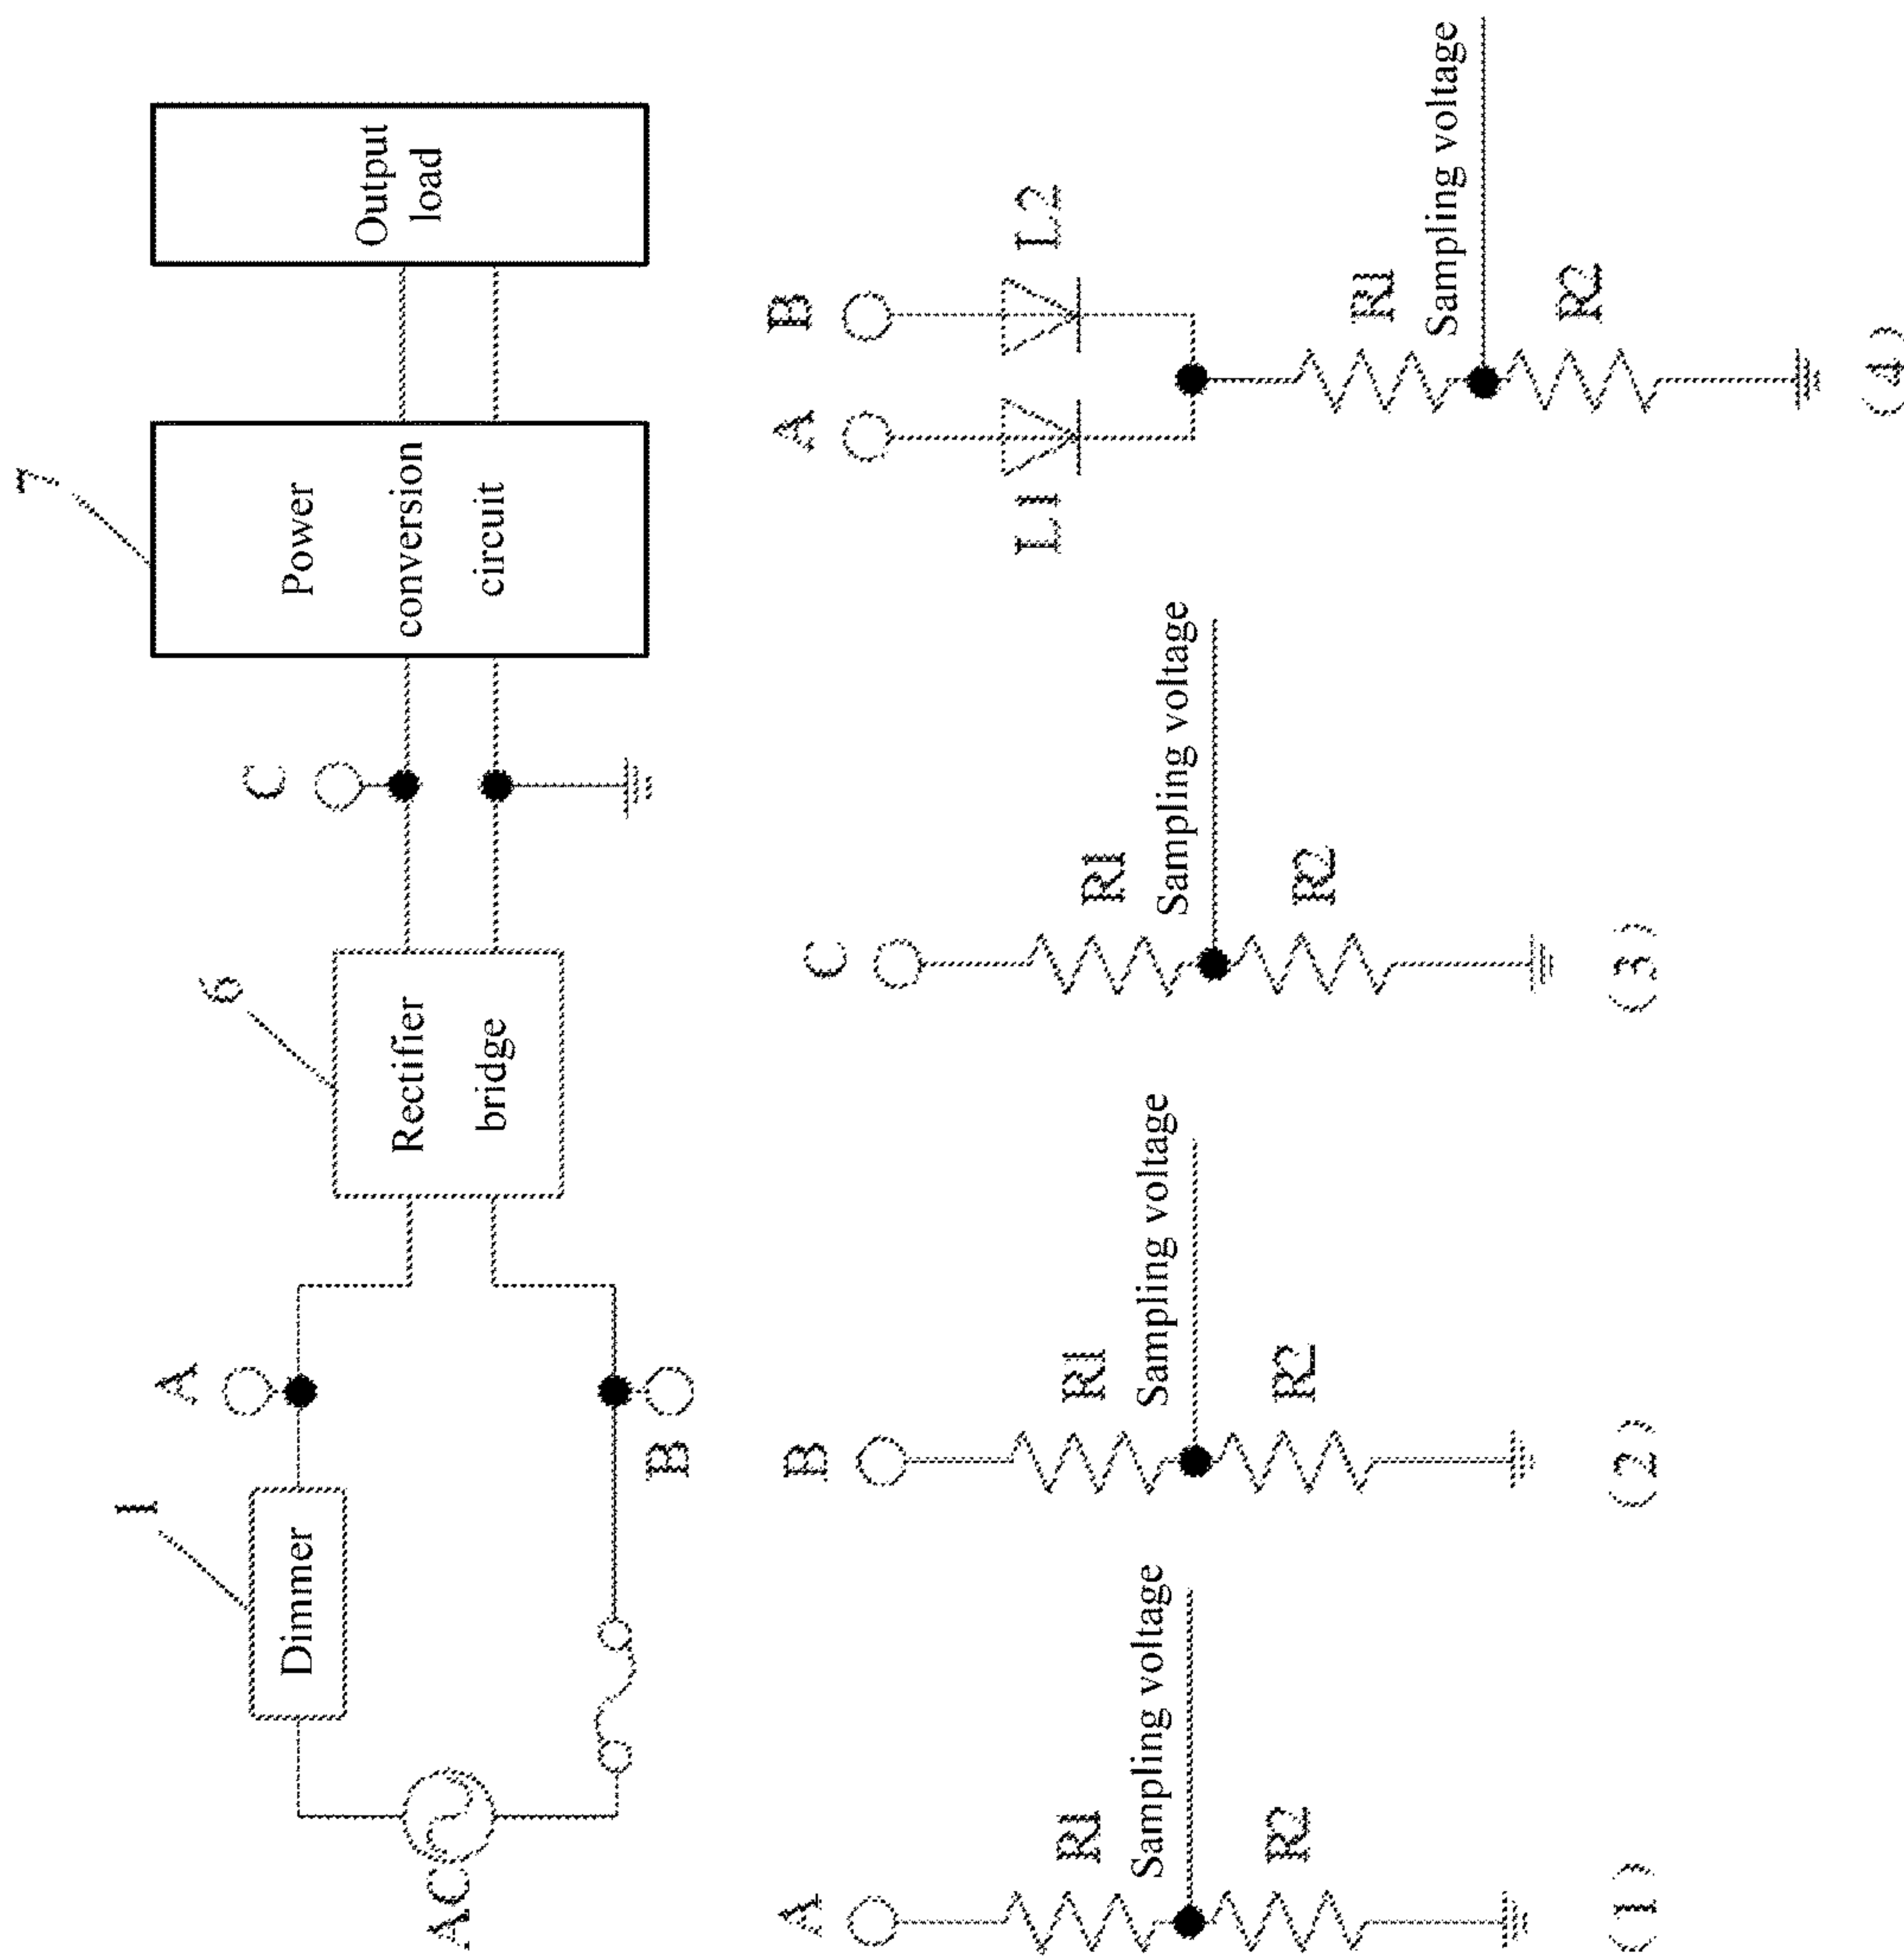 7
6
1
C
A
Dimmer
AC
B
Rectifier
bridge
Power
conversion
circuit
Output
load
A
R1
Sampling voltage
R2
(1)
B
R1
Sampling voltage
R2
(2)
C
R1
Sampling voltage
R2
(3)
A
B
L1
L2
R1
Sampling voltage
R2
(4)